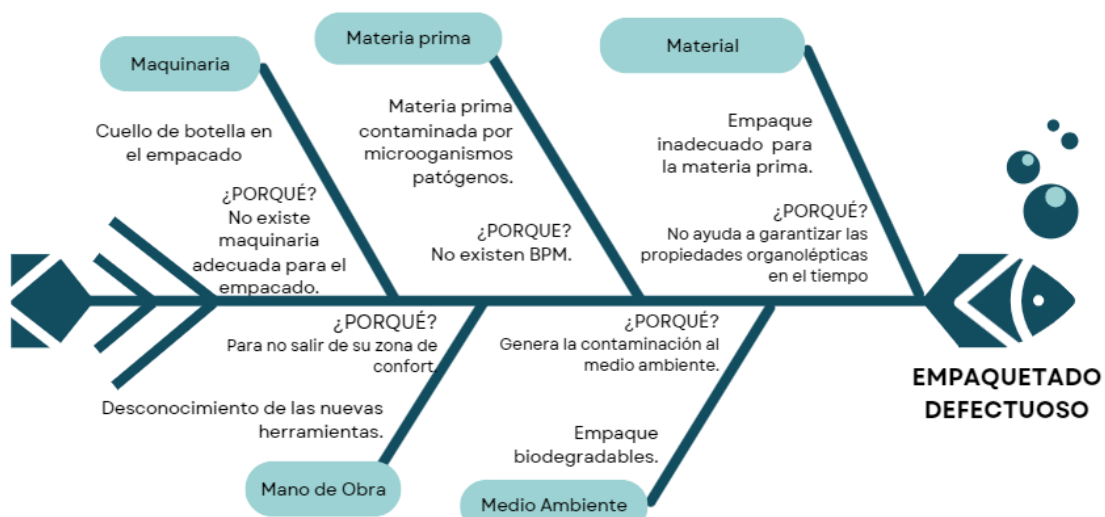 Maquinaria
Cuello de botella en
el empacado
¿PORQUÉ?
No existe
maquinaria
adecuada para el
empacado.
Materia prima
Materia prima
contaminada por
microoganismos
patógenos.
¿PORQUE?
No existen BPM.
Material
Empaque
inadecuado para
la materia prima.
¿PORQUÉ?
No ayuda a garantizar las
propiedades organolépticas
en el tiempo
¿PORQUÉ?
Para no salir de su zona de
confort.
Desconocimiento de las nuevas
herramientas.
Mano de Obra
¿PORQUÉ?
Genera la contaminación al
medio ambiente.
Empaque
biodegradables.
Medio Ambiente
EMPAQUETADO
DEFECTUOSO